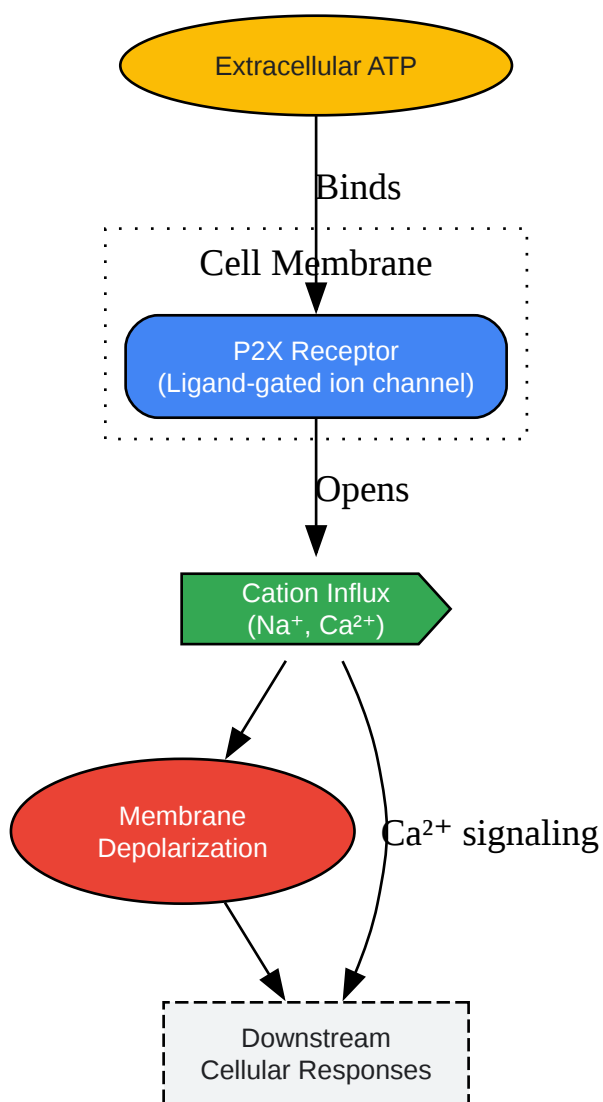 Extracellular ATP
Binds
Cell Membrane
P2X Receptor
(Ligand-gated ion channel)
Opens
Cation Influx
(Na⁺, Ca²⁺)
Membrane
Depolarization
Ca²⁺ signaling
Downstream
Cellular Responses